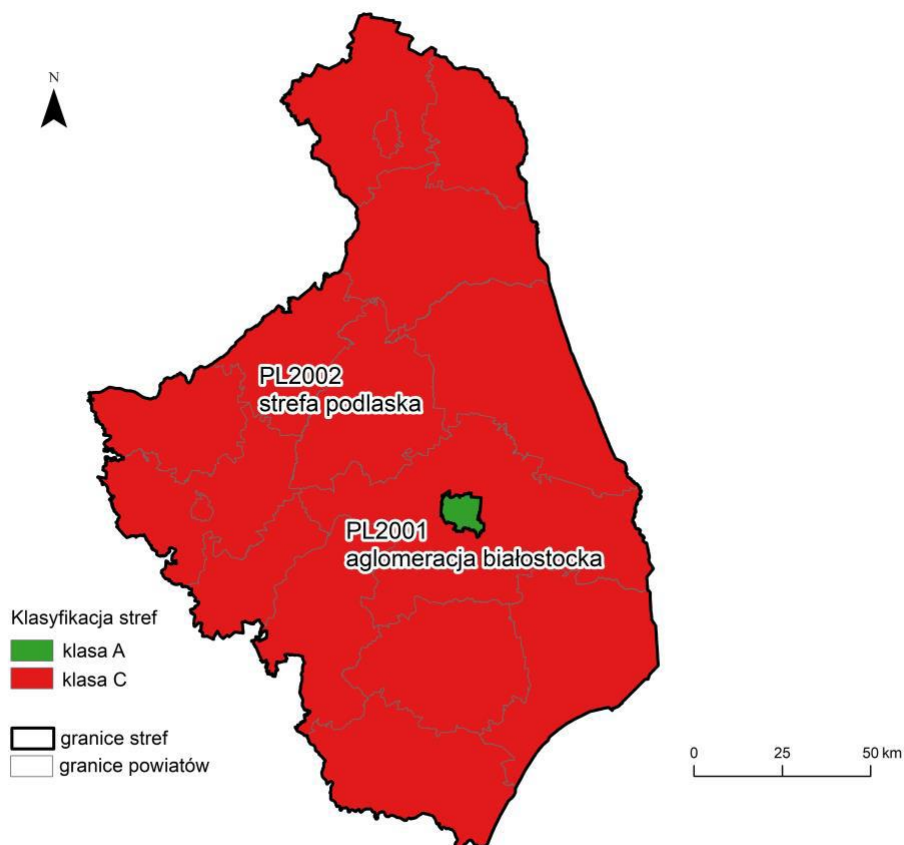 N
PL2002
strefa podlaska
PL2001
aglomeracja białostocka
Klasyfikacja stref
klasa A
klasa C
granice stref
granice powiatów
0 25 50 km